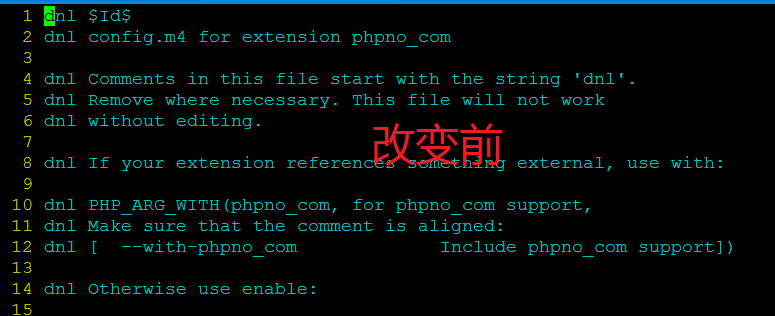 1 dnl $Id$
2 dnl config.m4 for extension phpno_com
3
4 dnl Comments in this file start with the string 'dnl'.
5 dnl Remove where necessary. This file will not work
6 dnl without editing.
7
改变前
8 dnl If your extension references something external, use with:
9
10 dnl PHP_ARG_WITH(phpno_com, for phpno_com support,
11 dnl Make sure that the comment is aligned:
12 dnl [  --with-phpno_com             Include phpno_com support])
13
14 dnl Otherwise use enable:
15